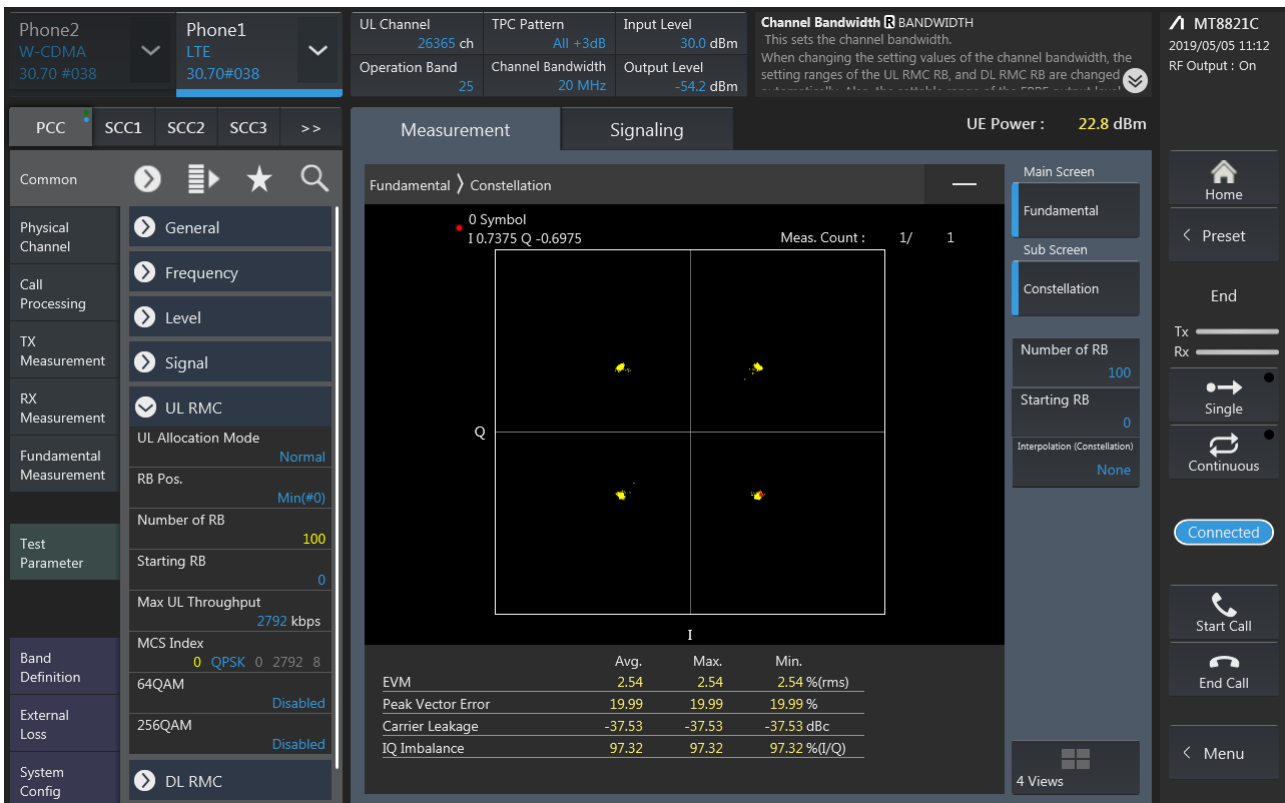 Phone2
W-CDMA
30.70 #038
Phone1
LTE
30.70#038
UL Channel
26365 ch
Operation Band
25
TPC Pattern
All +3dB
Channel Bandwidth
20 MHz
Input Level
30.0 dBm
Output Level
-54.2 dBm
Channel Bandwidth R BANDWIDTH
This sets the channel bandwidth.
When changing the setting values of the channel bandwidth, the
setting ranges of the UL RMC RB, and DL RMC RB are changed
MT8821C
2019/05/05 11:12
RF Output : On
PCC SCC1 SCC2 SCC3 >>
Common
Physical
Channel
Call
Processing
TX
Measurement
RX
Measurement
Fundamental
Measurement
Test
Parameter
Band
Definition
External
Loss
System
Config
General
Frequency
Level
Signal
UL RMC
UL Allocation Mode
Normal
RB Pos.
Min(#0)
Number of RB
100
Starting RB
0
Max UL Throughput
2792 kbps
MCS Index
0 QPSK 0 2792 8
64QAM
Disabled
256QAM
Disabled
DL RMC
Measurement
Signaling
UE Power : 22.8 dBm
Fundamental 〉 Constellation
0 Symbol
I 0.7375 Q -0.6975
Meas. Count : 1/ 1
Q
I
Avg. Max. Min.
EVM 2.54 2.54 2.54 %(rms)
Peak Vector Error 19.99 19.99 19.99 %
Carrier Leakage -37.53 -37.53 -37.53 dBc
IQ Imbalance 97.32 97.32 97.32 %(I/Q)
Main Screen
Fundamental
Sub Screen
Constellation
Number of RB
100
Starting RB
0
Interpolation (Constellation)
None
4 Views
Home
< Preset
End
Tx
Rx
Single
Continuous
Connected
Start Call
End Call
< Menu